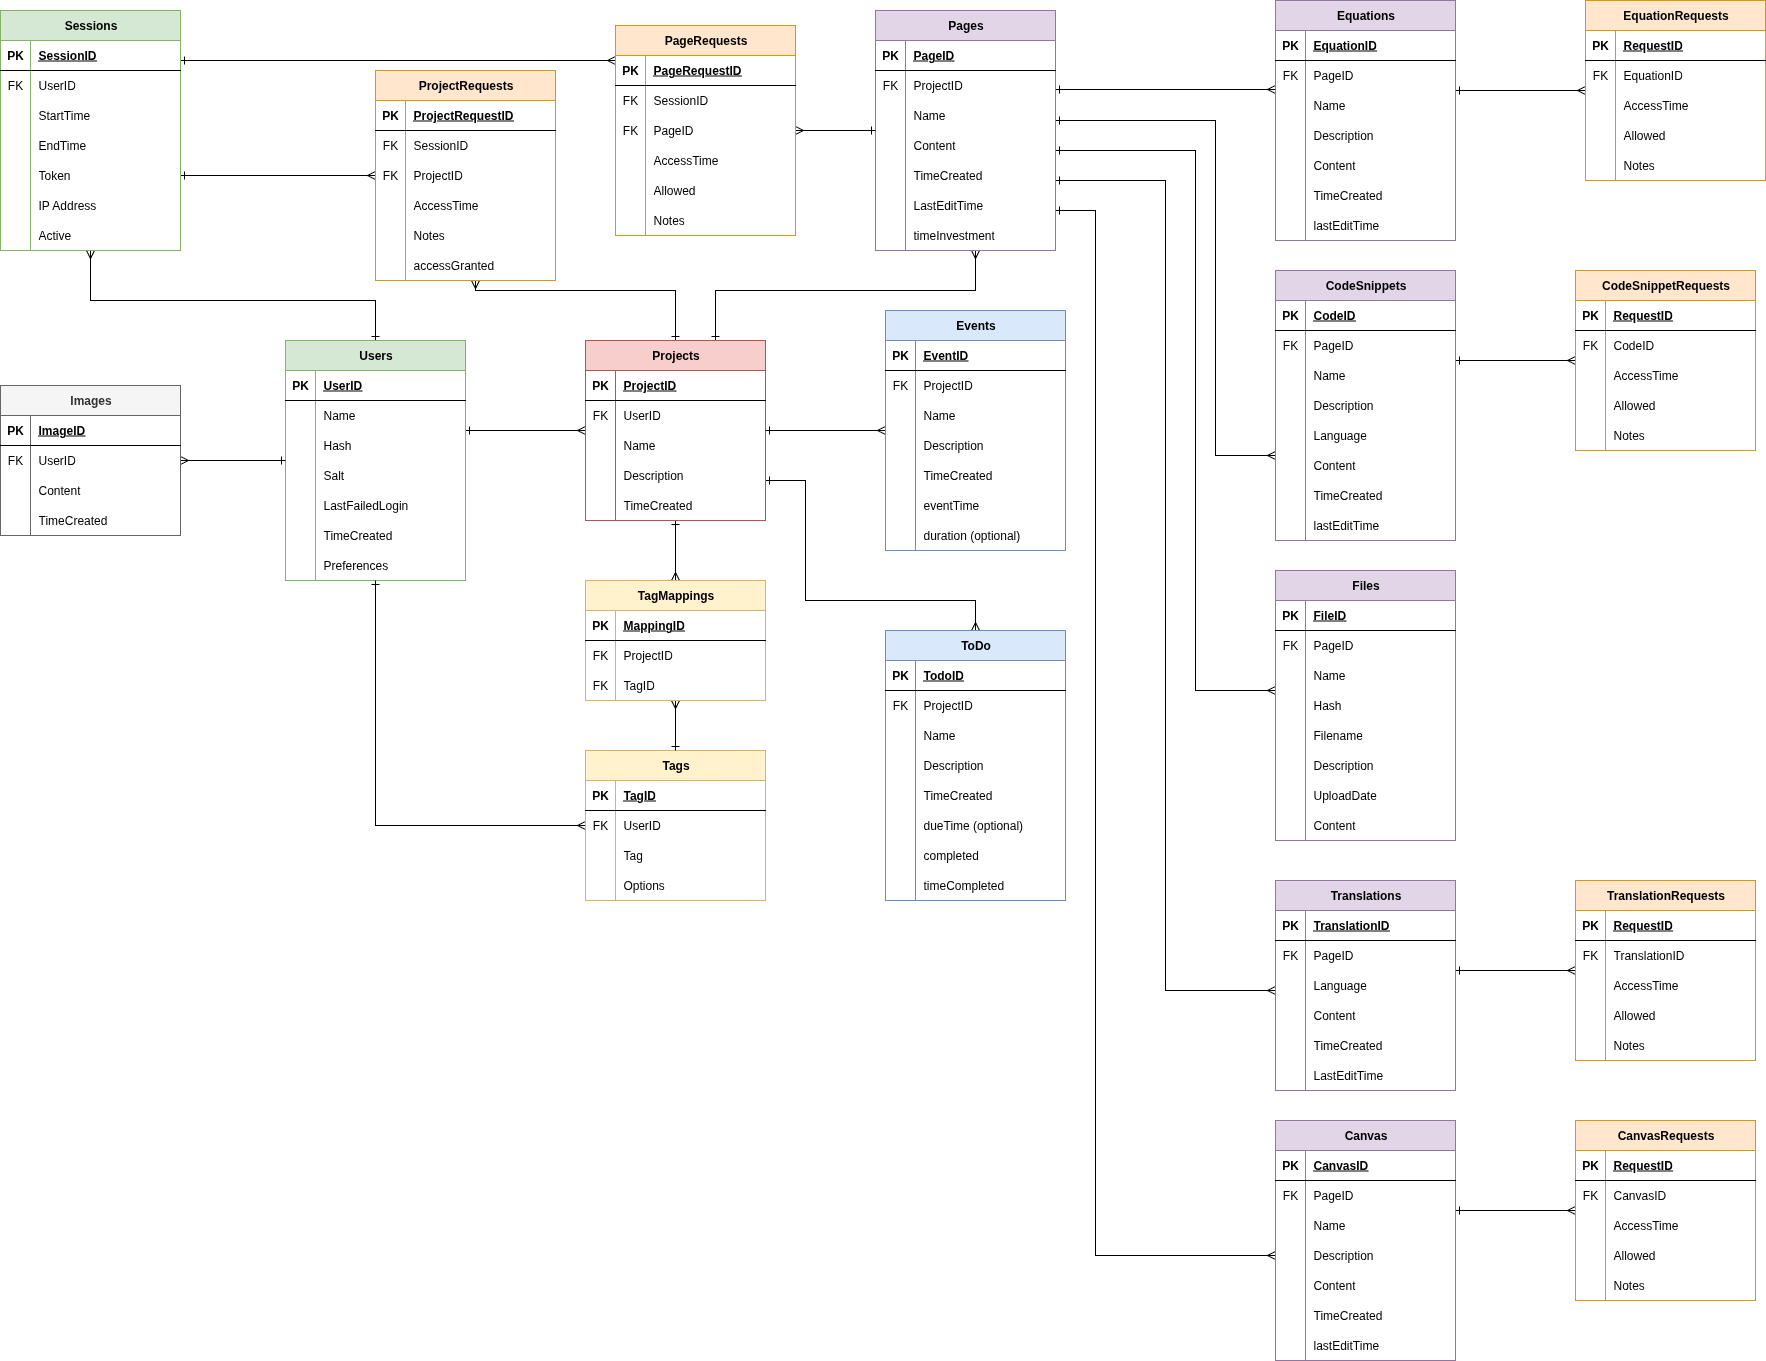 Sessions
PK SessionID
FK UserID
StartTime
EndTime
Token
IP Address
Active
ProjectRequests
PK ProjectRequestID
FK SessionID
FK ProjectID
AccessTime
Notes
accessGranted
PageRequests
PK PageRequestID
FK SessionID
FK PageID
AccessTime
Allowed
Notes
Pages
PK PageID
FK ProjectID
Name
Content
TimeCreated
LastEditTime
timeInvestment
Equations
PK EquationID
FK PageID
Name
Description
Content
TimeCreated
lastEditTime
EquationRequests
PK RequestID
FK EquationID
AccessTime
Allowed
Notes
Images
PK ImageID
FK UserID
Content
TimeCreated
Users
PK UserID
Name
Hash
Salt
LastFailedLogin
TimeCreated
Preferences
Projects
PK ProjectID
FK UserID
Name
Description
TimeCreated
Events
PK EventID
FK ProjectID
Name
Description
TimeCreated
eventTime
duration (optional)
CodeSnippets
PK CodeID
FK PageID
Name
Description
Language
Content
TimeCreated
lastEditTime
CodeSnippetRequests
PK RequestID
FK CodeID
AccessTime
Allowed
Notes
TagMappings
PK MappingID
FK ProjectID
FK TagID
Tags
PK TagID
FK UserID
Tag
Options
ToDo
PK TodoID
FK ProjectID
Name
Description
TimeCreated
dueTime (optional)
completed
timeCompleted
Files
PK FileID
FK PageID
Name
Hash
Filename
Description
UploadDate
Content
Translations
PK TranslationID
FK PageID
Language
Content
TimeCreated
LastEditTime
TranslationRequests
PK RequestID
FK TranslationID
AccessTime
Allowed
Notes
Canvas
PK CanvasID
FK PageID
Name
Description
Content
TimeCreated
lastEditTime
CanvasRequests
PK RequestID
FK CanvasID
AccessTime
Allowed
Notes